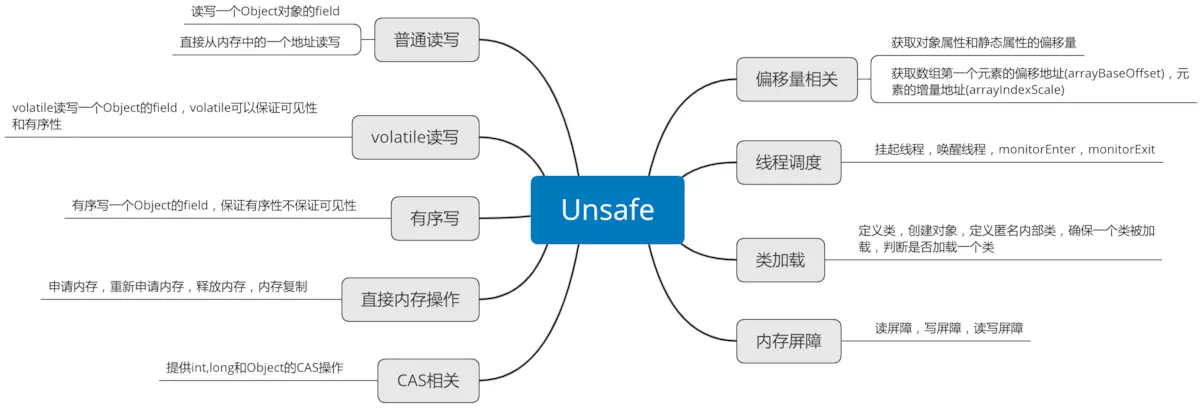 Unsafe
普通读写
读写一个Object对象的field
直接从内存中的一个地址读写
volatile读写
volatile读写一个Object的field，volatile可以保证可见性
和有序性
有序写
有序写一个Object的field，保证有序性不保证可见性
直接内存操作
申请内存，重新申请内存，释放内存，内存复制
CAS相关
提供int,long和Object的CAS操作
偏移量相关
获取对象属性和静态属性的偏移量
获取数组第一个元素的偏移地址(arrayBaseOffset)，元
素的增量地址(arrayIndexScale)
线程调度
挂起线程，唤醒线程，monitorEnter，monitorExit
类加载
定义类，创建对象，定义匿名内部类，确保一个类被加
载，判断是否加载一个类
内存屏障
读屏障，写屏障，读写屏障